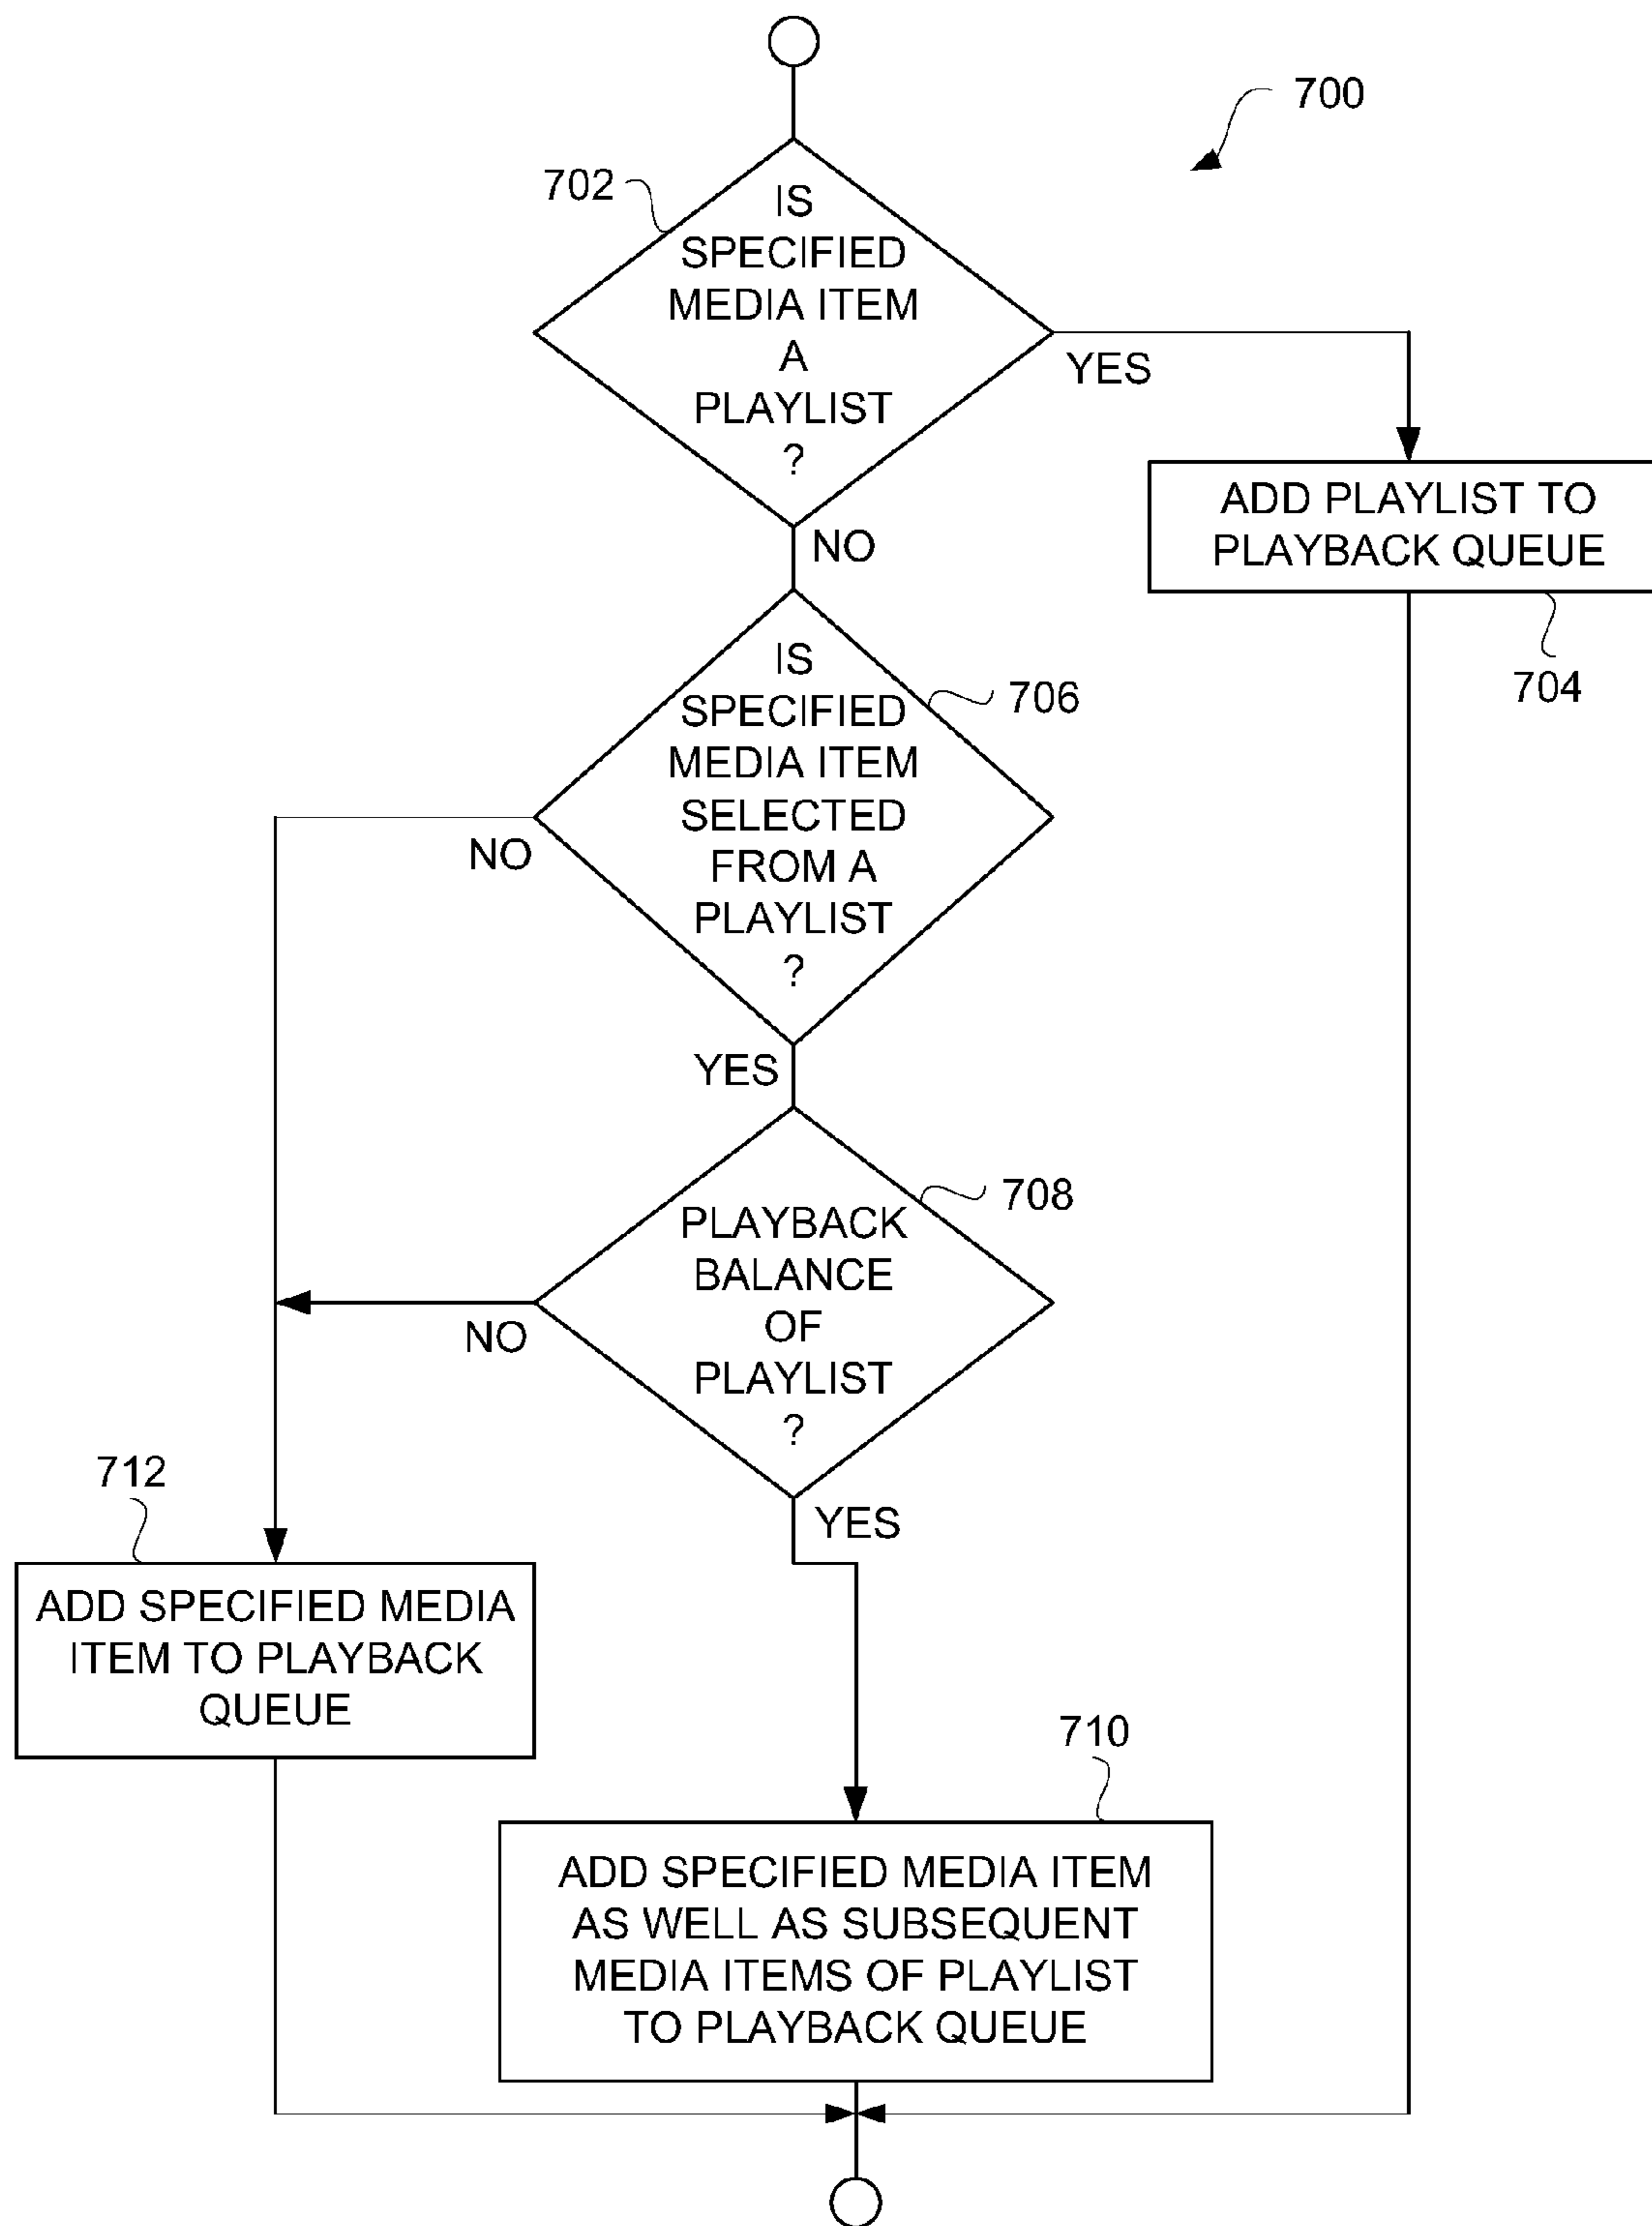 700
702
IS
SPECIFIED
MEDIA ITEM
A
PLAYLIST
?
YES
NO
ADD PLAYLIST TO
PLAYBACK QUEUE
704
706
IS
SPECIFIED
MEDIA ITEM
SELECTED
FROM A
PLAYLIST
?
NO
YES
708
PLAYBACK
BALANCE
OF
PLAYLIST
?
NO
YES
712
ADD SPECIFIED MEDIA
ITEM TO PLAYBACK
QUEUE
710
ADD SPECIFIED MEDIA ITEM
AS WELL AS SUBSEQUENT
MEDIA ITEMS OF PLAYLIST
TO PLAYBACK QUEUE